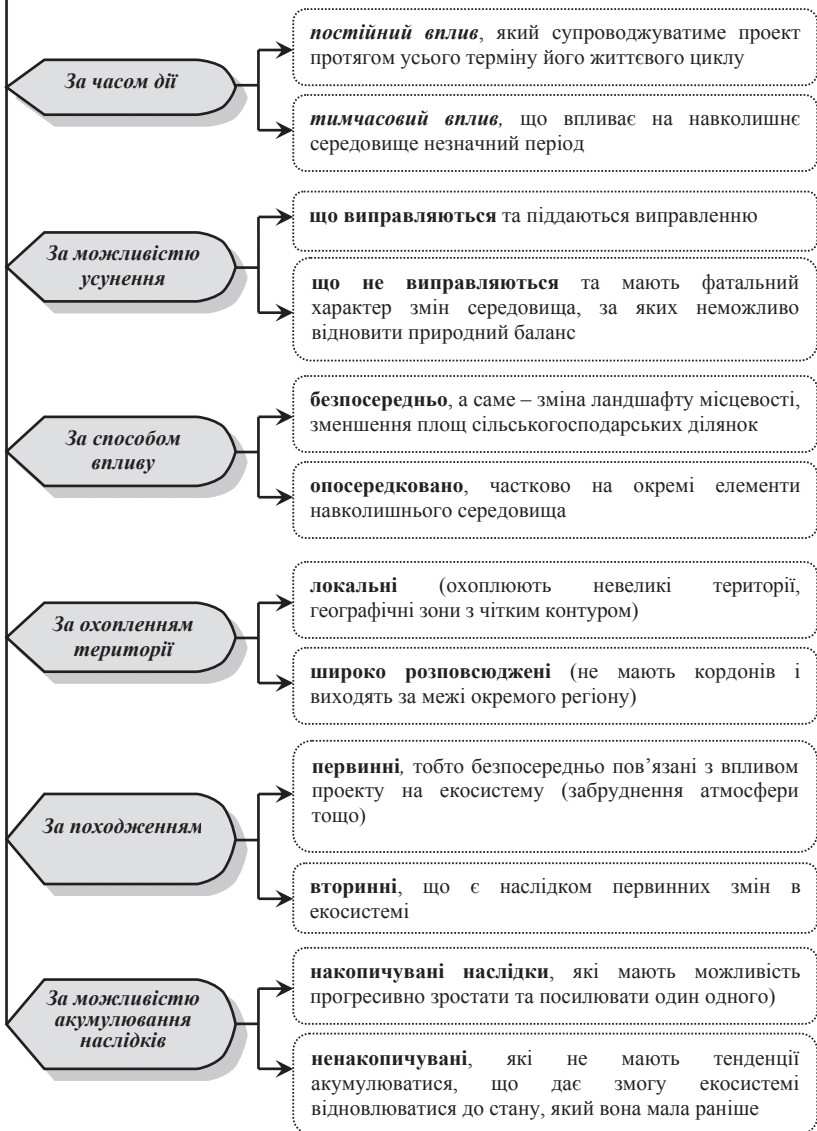 За часом дії
постійний вплив, який супроводжуватиме проект
протягом усього терміну його життєвого циклу
тимчасовий вплив, що впливає на навколишнє
середовище незначний період
За можливістю
усунення
що виправляються та піддаються виправленню
що не виправляються та мають фатальний
характер змін середовища, за яких неможливо
відновити природний баланс
За способом
впливу
безпосередньо, а саме – зміна ландшафту місцевості,
зменшення площ сільськогосподарських ділянок
опосередковано, частково на окремі елементи
навколишнього середовища
За охопленням
території
локальні (охоплюють невеликі території,
географічні зони з чітким контуром)
широко розповсюджені (не мають кордонів і
виходять за межі окремого регіону)
За походженням
первинні, тобто безпосередньо пов’язані з впливом
проекту на екосистему (забруднення атмосфери
тощо)
вторинні, що є наслідком первинних змін в
екосистемі
За можливістю
акумулювання
наслідків
накопичувані наслідки, які мають можливість
прогресивно зростати та посилювати один одного)
ненакопичувані, які не мають тенденції
акумулюватися, що дає змогу екосистемі
відновлюватися до стану, який вона мала раніше